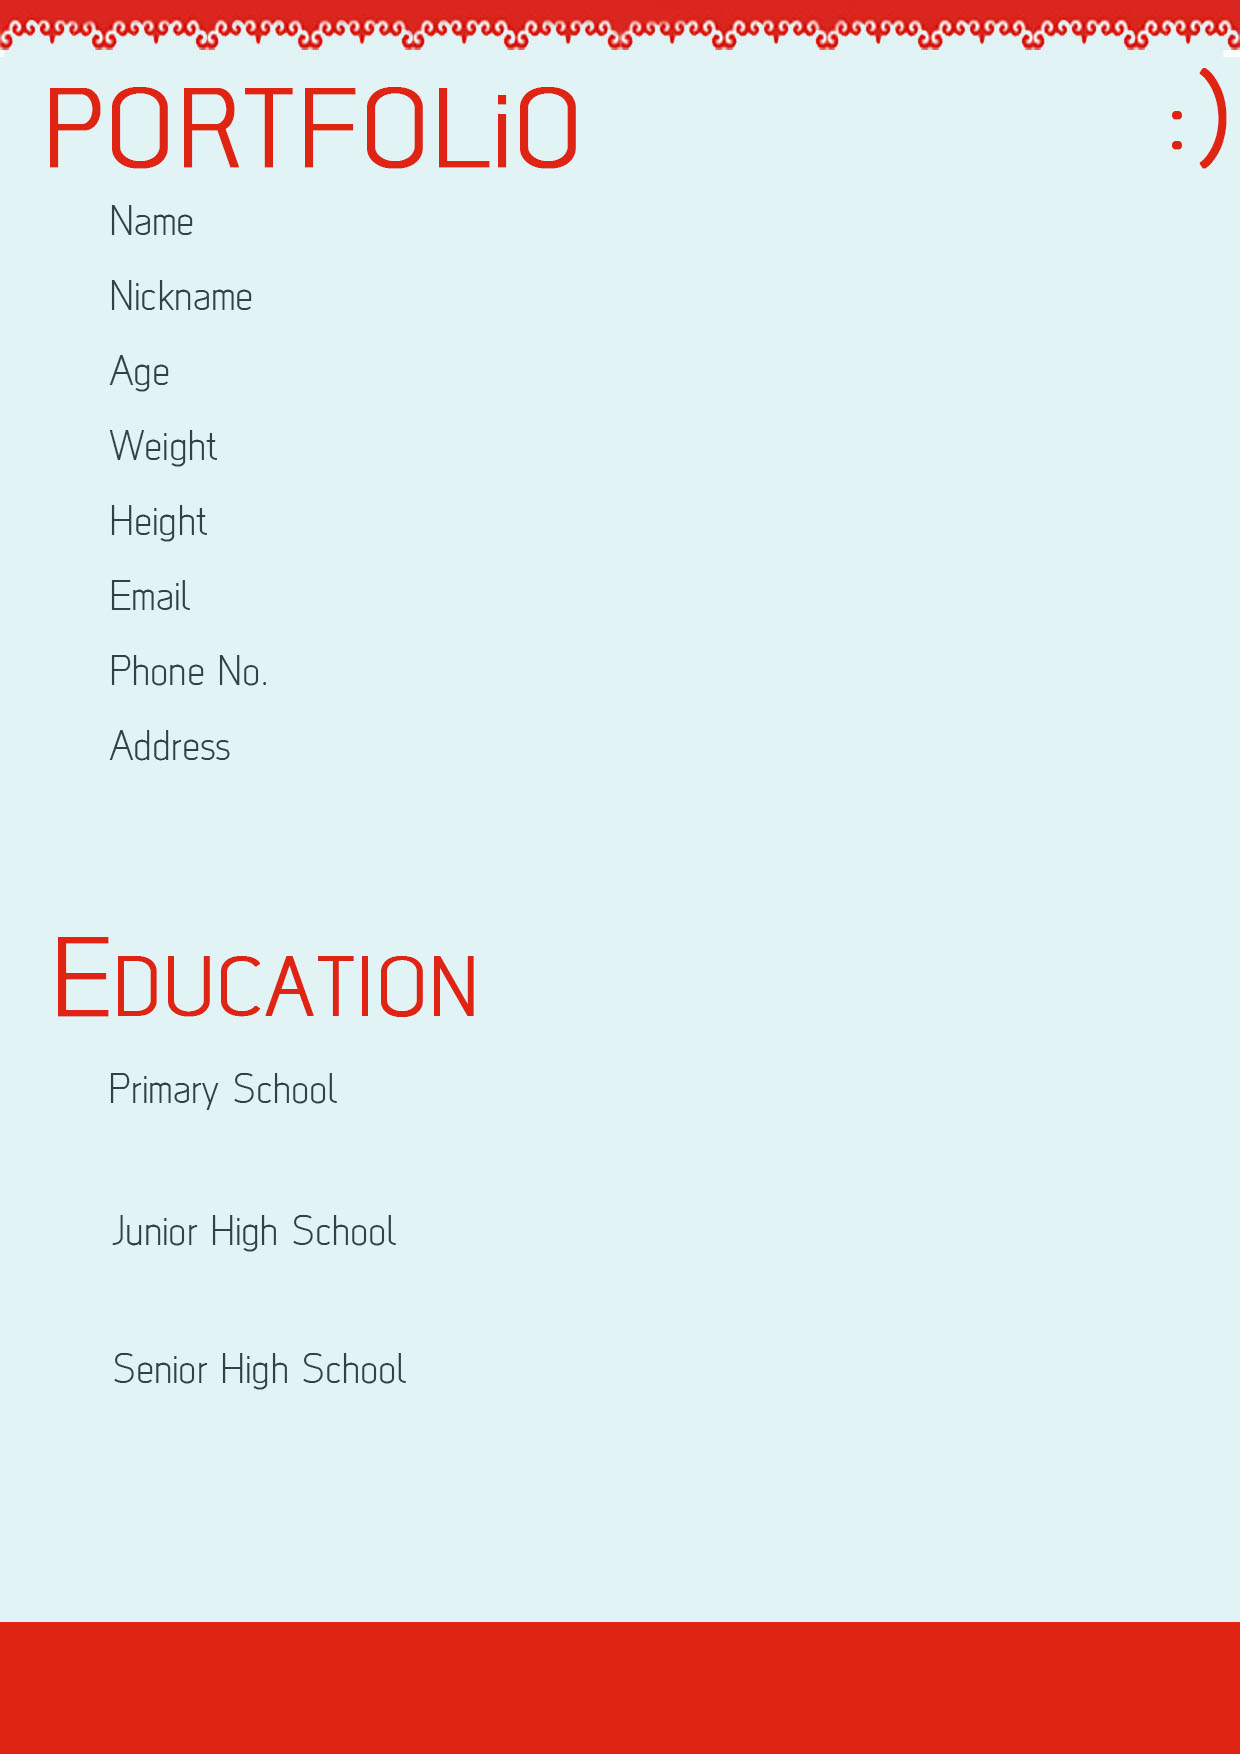 PORTFOLiO :)
Name
Nickname
Age
Weight
Height
Email
Phone No.
Address
EDUCATION
Primary School
Junior High School
Senior High School